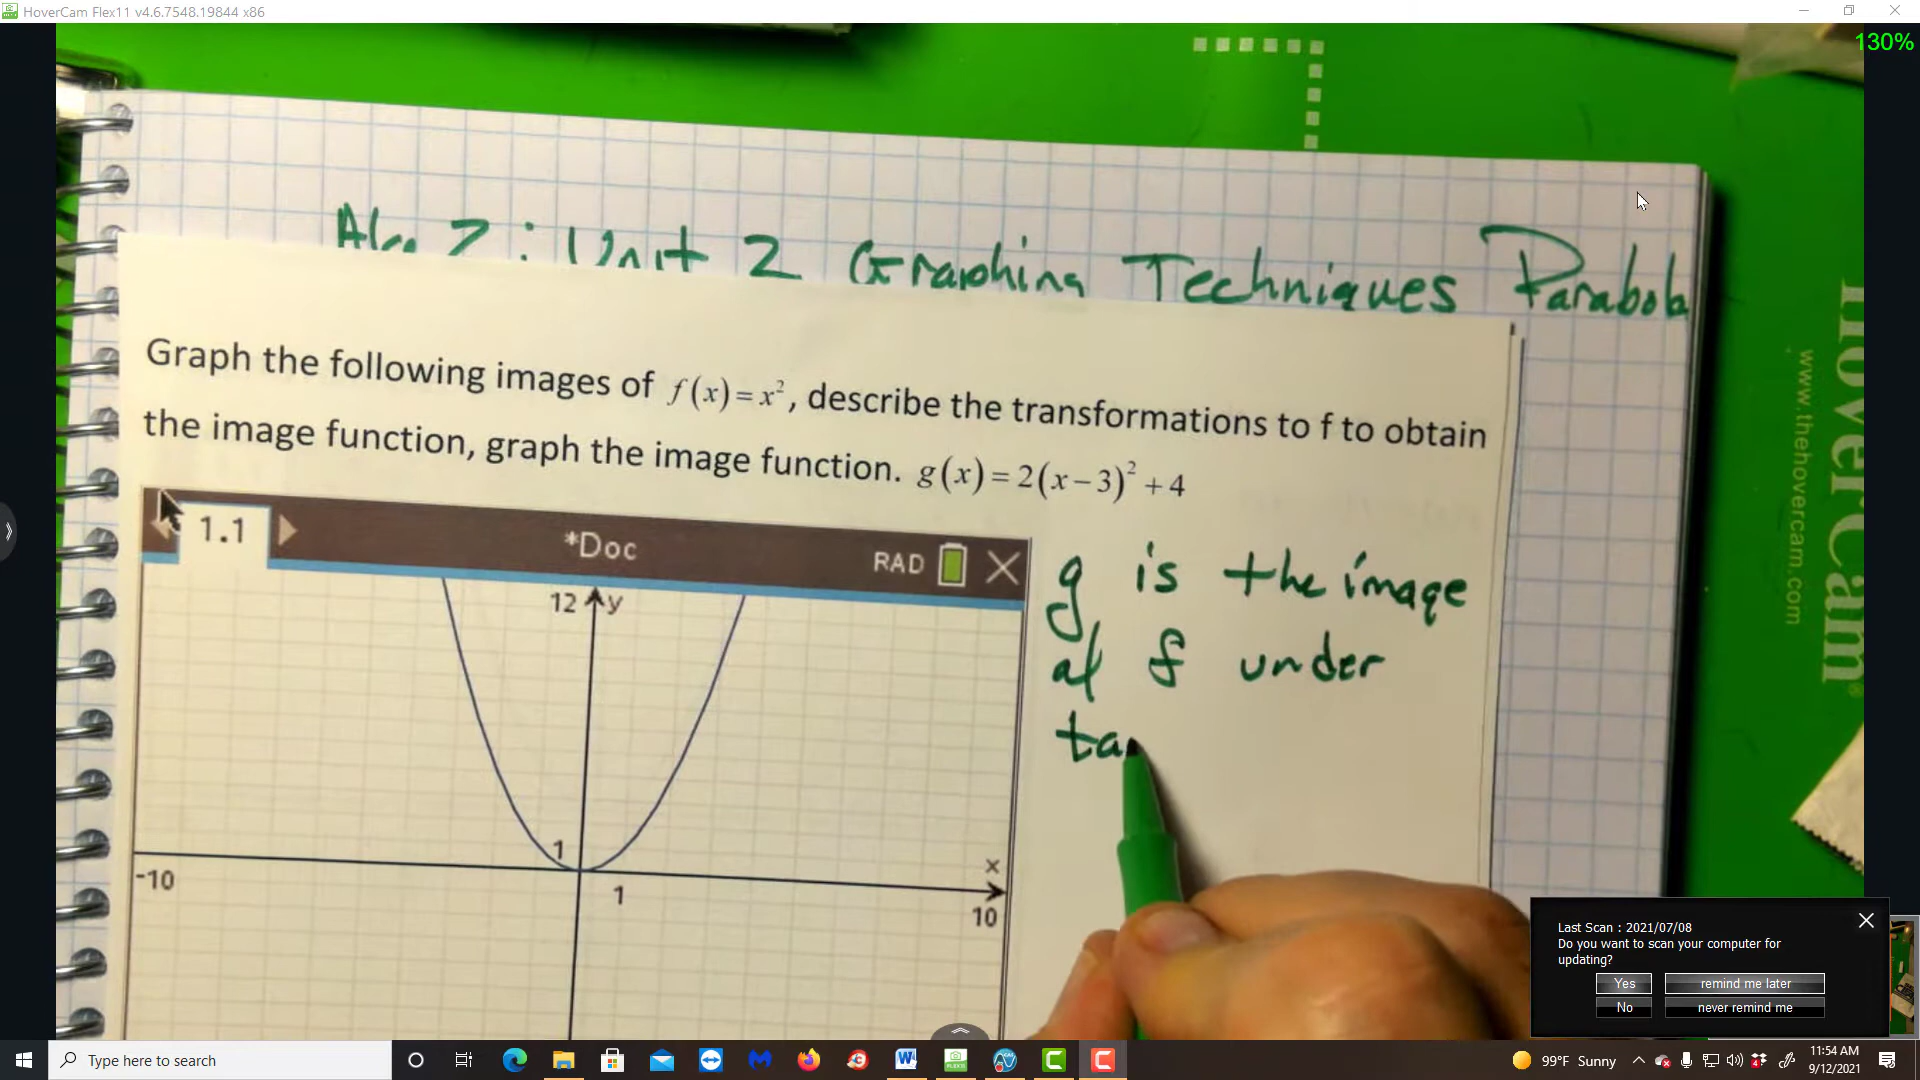 HoverCam Flex11 v4.6.7548.19844 x86
130%
Alg 2 : Unit 2 Graphing Techniques Parabola
Graph the following images of f(x)=x², describe the transformations to f to obtain
the image function, graph the image function. g(x)=2(x-3)²+4
1.1
*Doc
RAD
12
y
1
-10
1
x
10
g is the image
of f under
ta
HoverCam
www.thehovercam.com
Last Scan : 2021/07/08
Do you want to scan your computer for
updating?
Yes
remind me later
No
never remind me
Type here to search
99°F Sunny
11:54 AM
9/12/2021